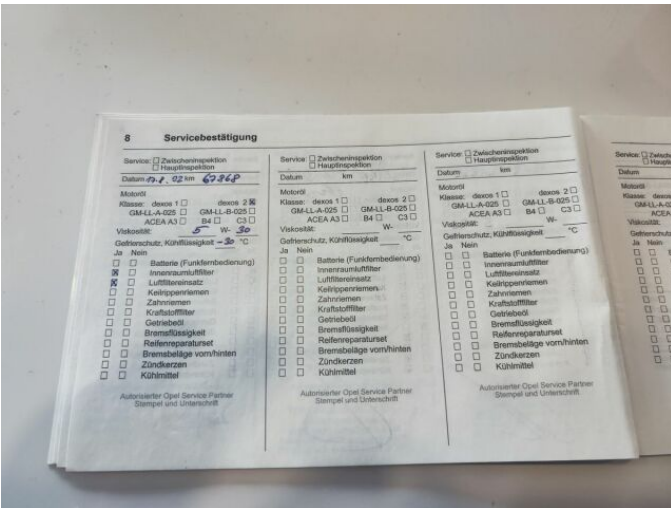 8 Servicebestätigung
Service: Zwischeninspektion
Hauptinspektion
Datum 17.8.02 km 67368
Motoröl
Klasse: dexos 1 dexos 2
GM-LL-A-025 GM-LL-B-025
ACEA A3 B4 C3
Viskosität: 5 W- 30
Gefrierschutz, Kühlflüssigkeit -30 °C
Ja Nein
Batterie (Funkfernbedienung)
Innenraumluftfilter
Luftfiltereinsatz
Keilrippenriemen
Zahnriemen
Kraftstofffilter
Getriebeöl
Bremsflüssigkeit
Reifenreparaturset
Bremsbeläge vorn/hinten
Zündkerzen
Kühlmittel
Autorisierter Opel Service Partner
Stempel und Unterschrift
Service: Zwischeninspektion
Hauptinspektion
Datum km
Motoröl
Klasse: dexos 1 dexos 2
GM-LL-A-025 GM-LL-B-025
ACEA A3 B4 C3
Viskosität: W-
Gefrierschutz, Kühlflüssigkeit °C
Ja Nein
Batterie (Funkfernbedienung)
Innenraumluftfilter
Luftfiltereinsatz
Keilrippenriemen
Zahnriemen
Kraftstofffilter
Getriebeöl
Bremsflüssigkeit
Reifenreparaturset
Bremsbeläge vorn/hinten
Zündkerzen
Kühlmittel
Autorisierter Opel Service Partner
Stempel und Unterschrift
Service: Zwischeninspektion
Hauptinspektion
Datum km
Motoröl
Klasse: dexos 1 dexos 2
GM-LL-A-025 GM-LL-B-025
ACEA A3 B4 C3
Viskosität: W-
Gefrierschutz, Kühlflüssigkeit °C
Ja Nein
Batterie (Funkfernbedienung)
Innenraumluftfilter
Luftfiltereinsatz
Keilrippenriemen
Zahnriemen
Kraftstofffilter
Getriebeöl
Bremsflüssigkeit
Reifenreparaturset
Bremsbeläge vorn/hinten
Zündkerzen
Kühlmittel
Autorisierter Opel Service Partner
Stempel und Unterschrift
Service:
Datum
Motoröl
Klasse: dexos
GM-LL-A
ACEA
Viskosität:
Ja Nein